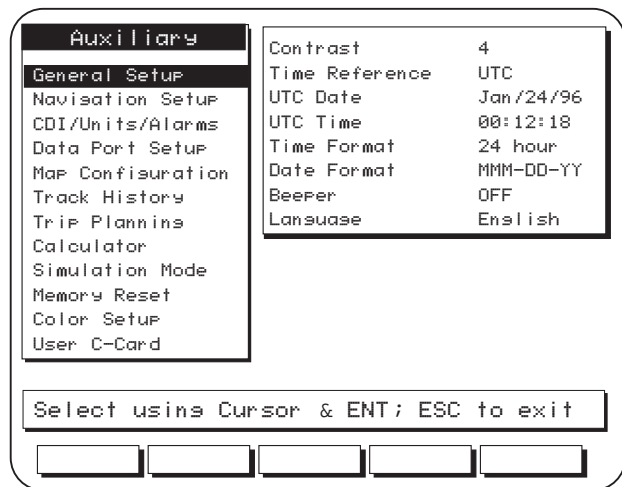 Auxiliary
General Setup
Navigation Setup
CDI/Units/Alarms
Data Port Setup
Map Configuration
Track History
Trip Planning
Calculator
Simulation Mode
Memory Reset
Color Setup
User C-Card
Contrast 4
Time Reference UTC
UTC Date Jan/24/96
UTC Time 00:12:18
Time Format 24 hour
Date Format MMM-DD-YY
Beeper OFF
Language English
Select using Cursor & ENT; ESC to exit